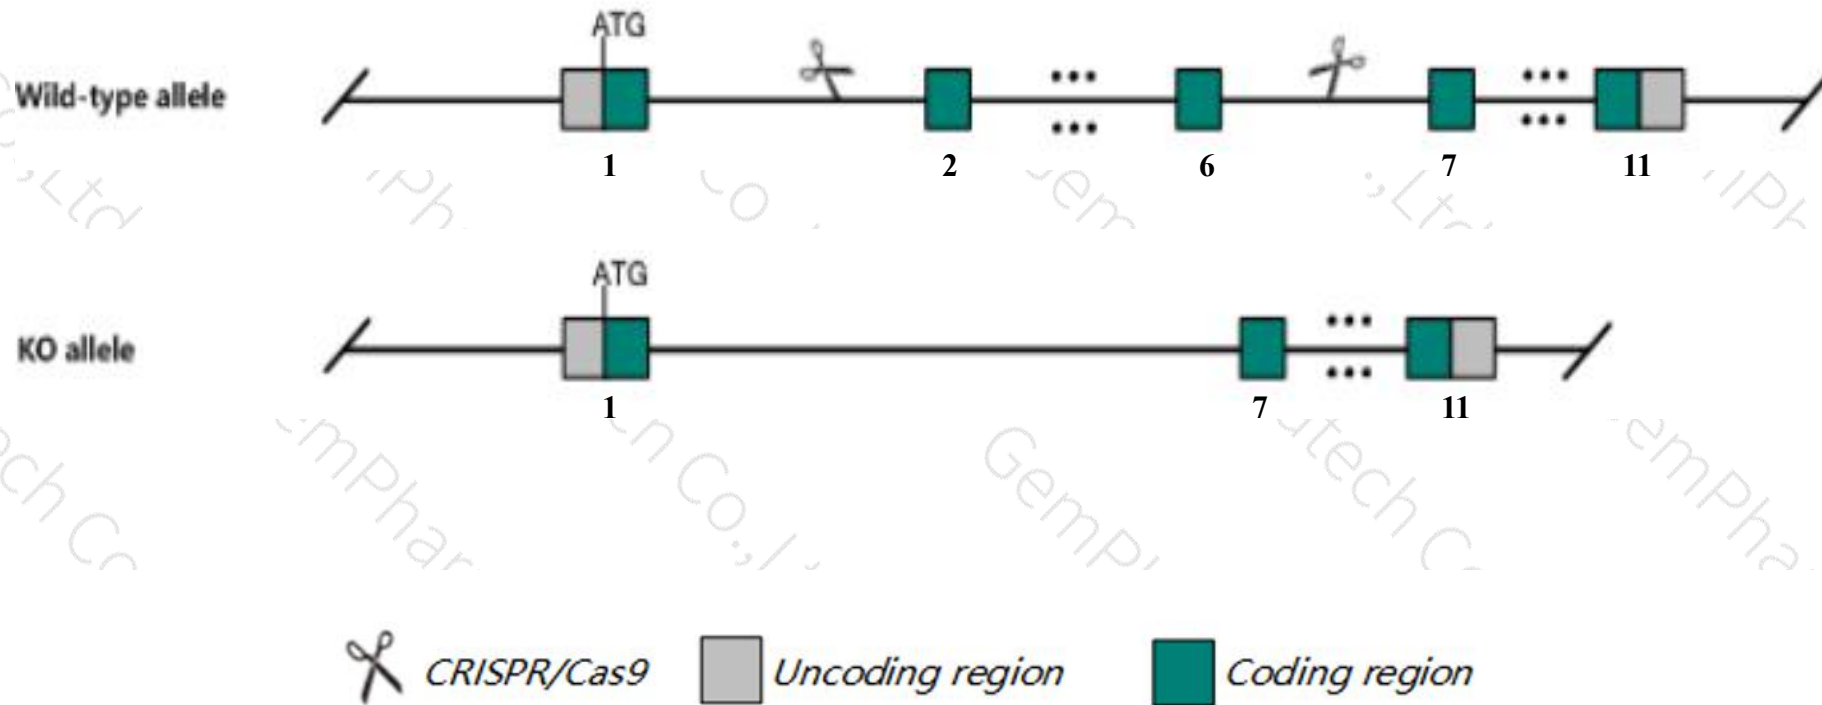 ATG
Wild-type allele
1 2 6 7 11
ATG
KO allele
1 7 11
CRISPR/Cas9 Uncoding region Coding region